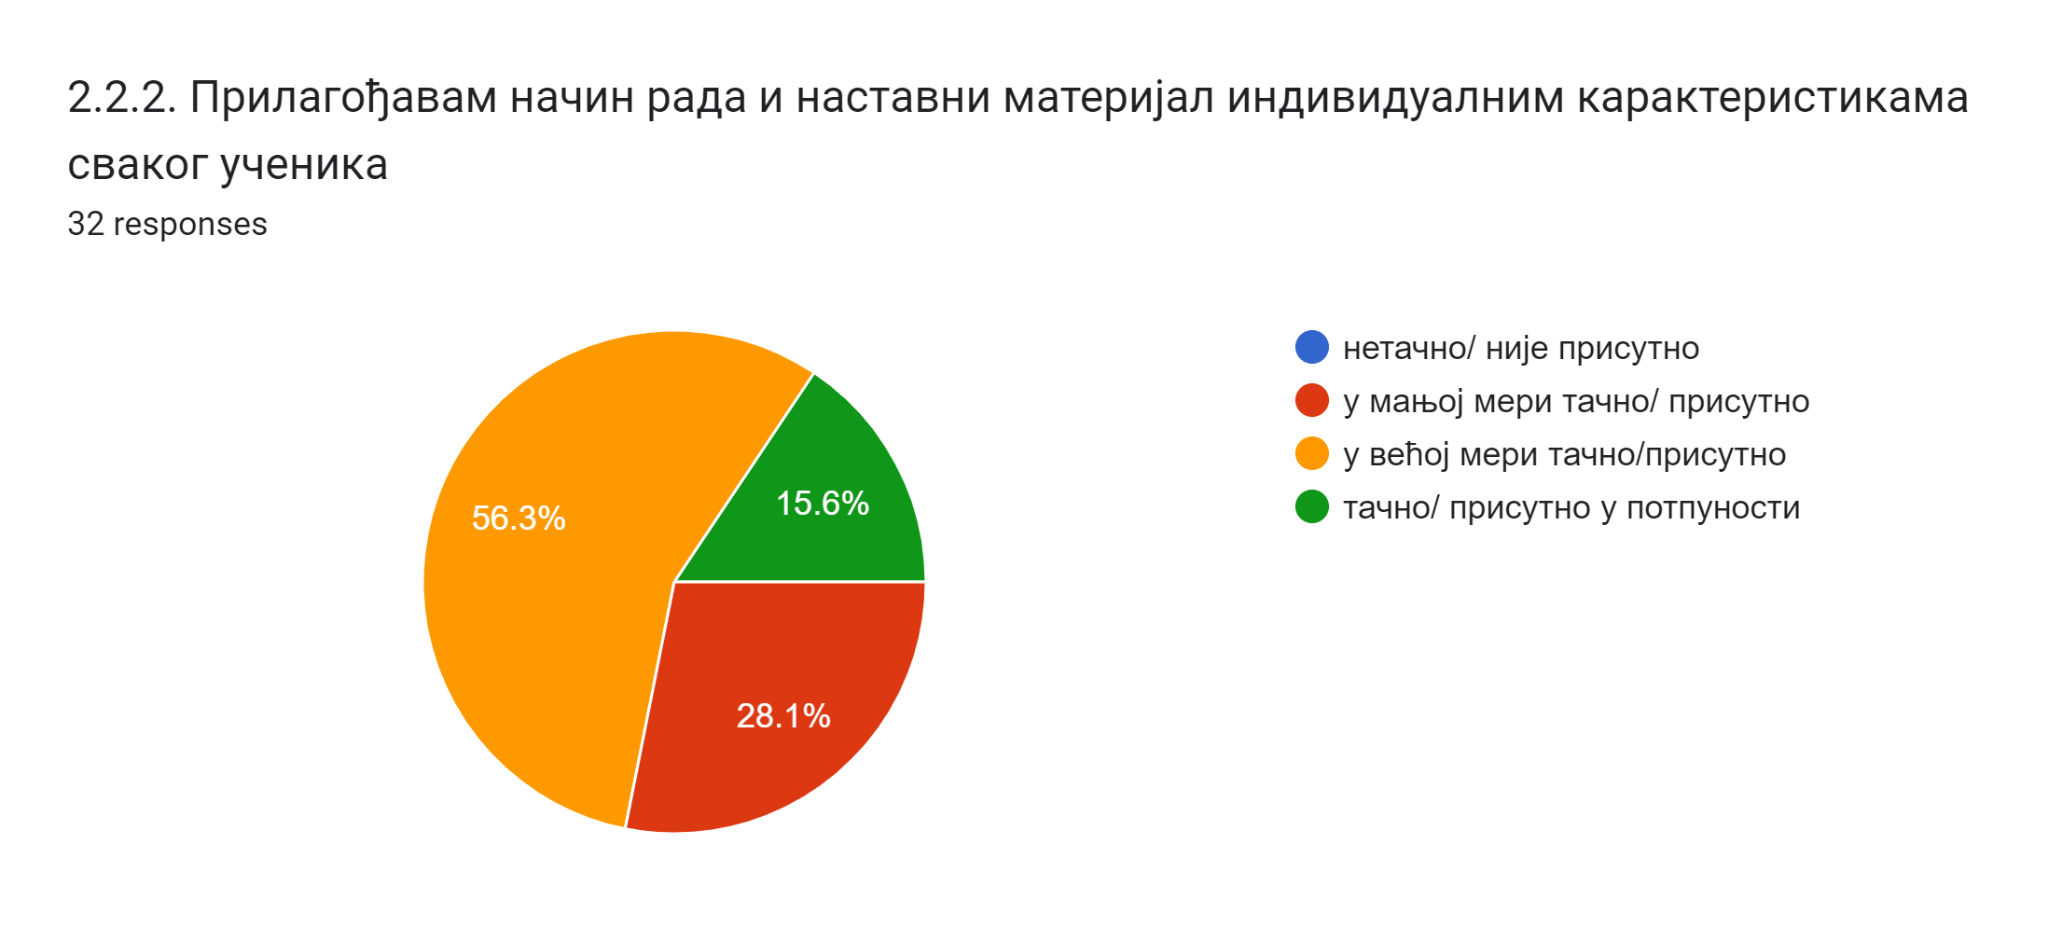 2.2.2. Прилагођавам начин рада и наставни материјал индивидуалним карактеристикама
сваког ученика
32 responses
нетачно/ није присутно
у мањој мери тачно/ присутно
у већој мери тачно/присутно
тачно/ присутно у потпуности
56.3%
15.6%
28.1%